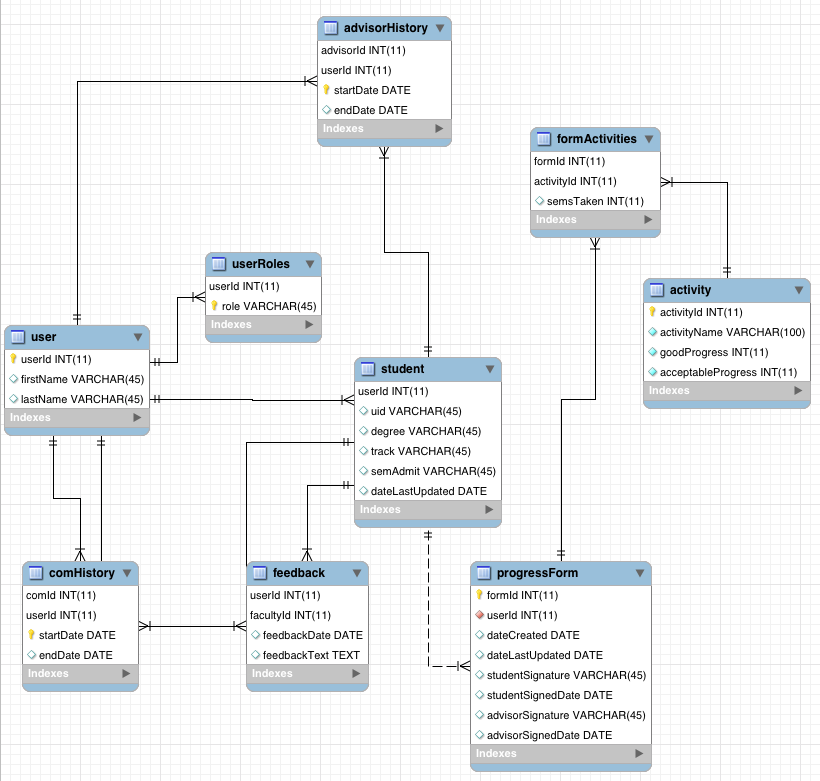 advisorHistory
advisorId INT(11)
userId INT(11)
startDate DATE
endDate DATE
Indexes
formActivities
formId INT(11)
activityId INT(11)
semsTaken INT(11)
Indexes
userRoles
userId INT(11)
role VARCHAR(45)
Indexes
activity
activityId INT(11)
activityName VARCHAR(100)
goodProgress INT(11)
acceptableProgress INT(11)
Indexes
user
userId INT(11)
firstName VARCHAR(45)
lastName VARCHAR(45)
Indexes
student
userId INT(11)
uid VARCHAR(45)
degree VARCHAR(45)
track VARCHAR(45)
semAdmit VARCHAR(45)
dateLastUpdated DATE
Indexes
comHistory
comId INT(11)
userId INT(11)
startDate DATE
endDate DATE
Indexes
feedback
userId INT(11)
facultyId INT(11)
feedbackDate DATE
feedbackText TEXT
Indexes
progressForm
formId INT(11)
userId INT(11)
dateCreated DATE
dateLastUpdated DATE
studentSignature VARCHAR(45)
studentSignedDate DATE
advisorSignature VARCHAR(45)
advisorSignedDate DATE
Indexes